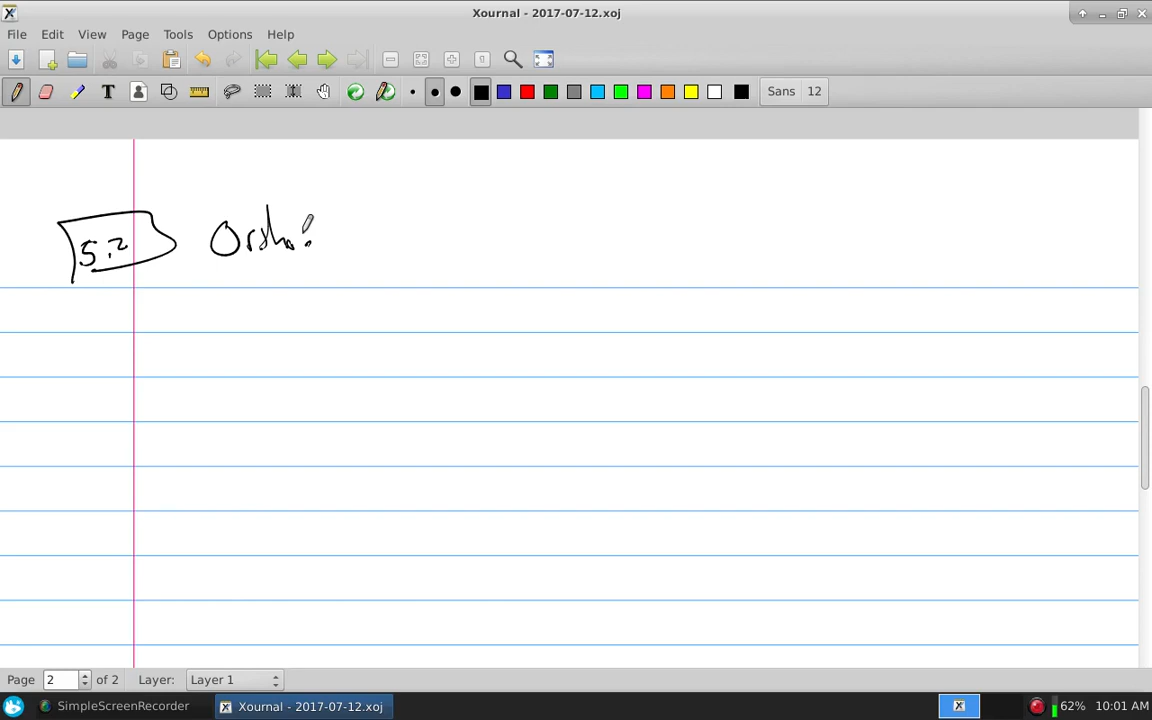 Xournal - 2017-07-12.xoj
File Edit View Page Tools Options Help
Sans 12
5.2 Ortho
Page 2 of 2 Layer: Layer 1
SimpleScreenRecorder Xournal - 2017-07-12.xoj 62% 10:01 AM